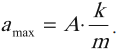 a_max = A · k/m.